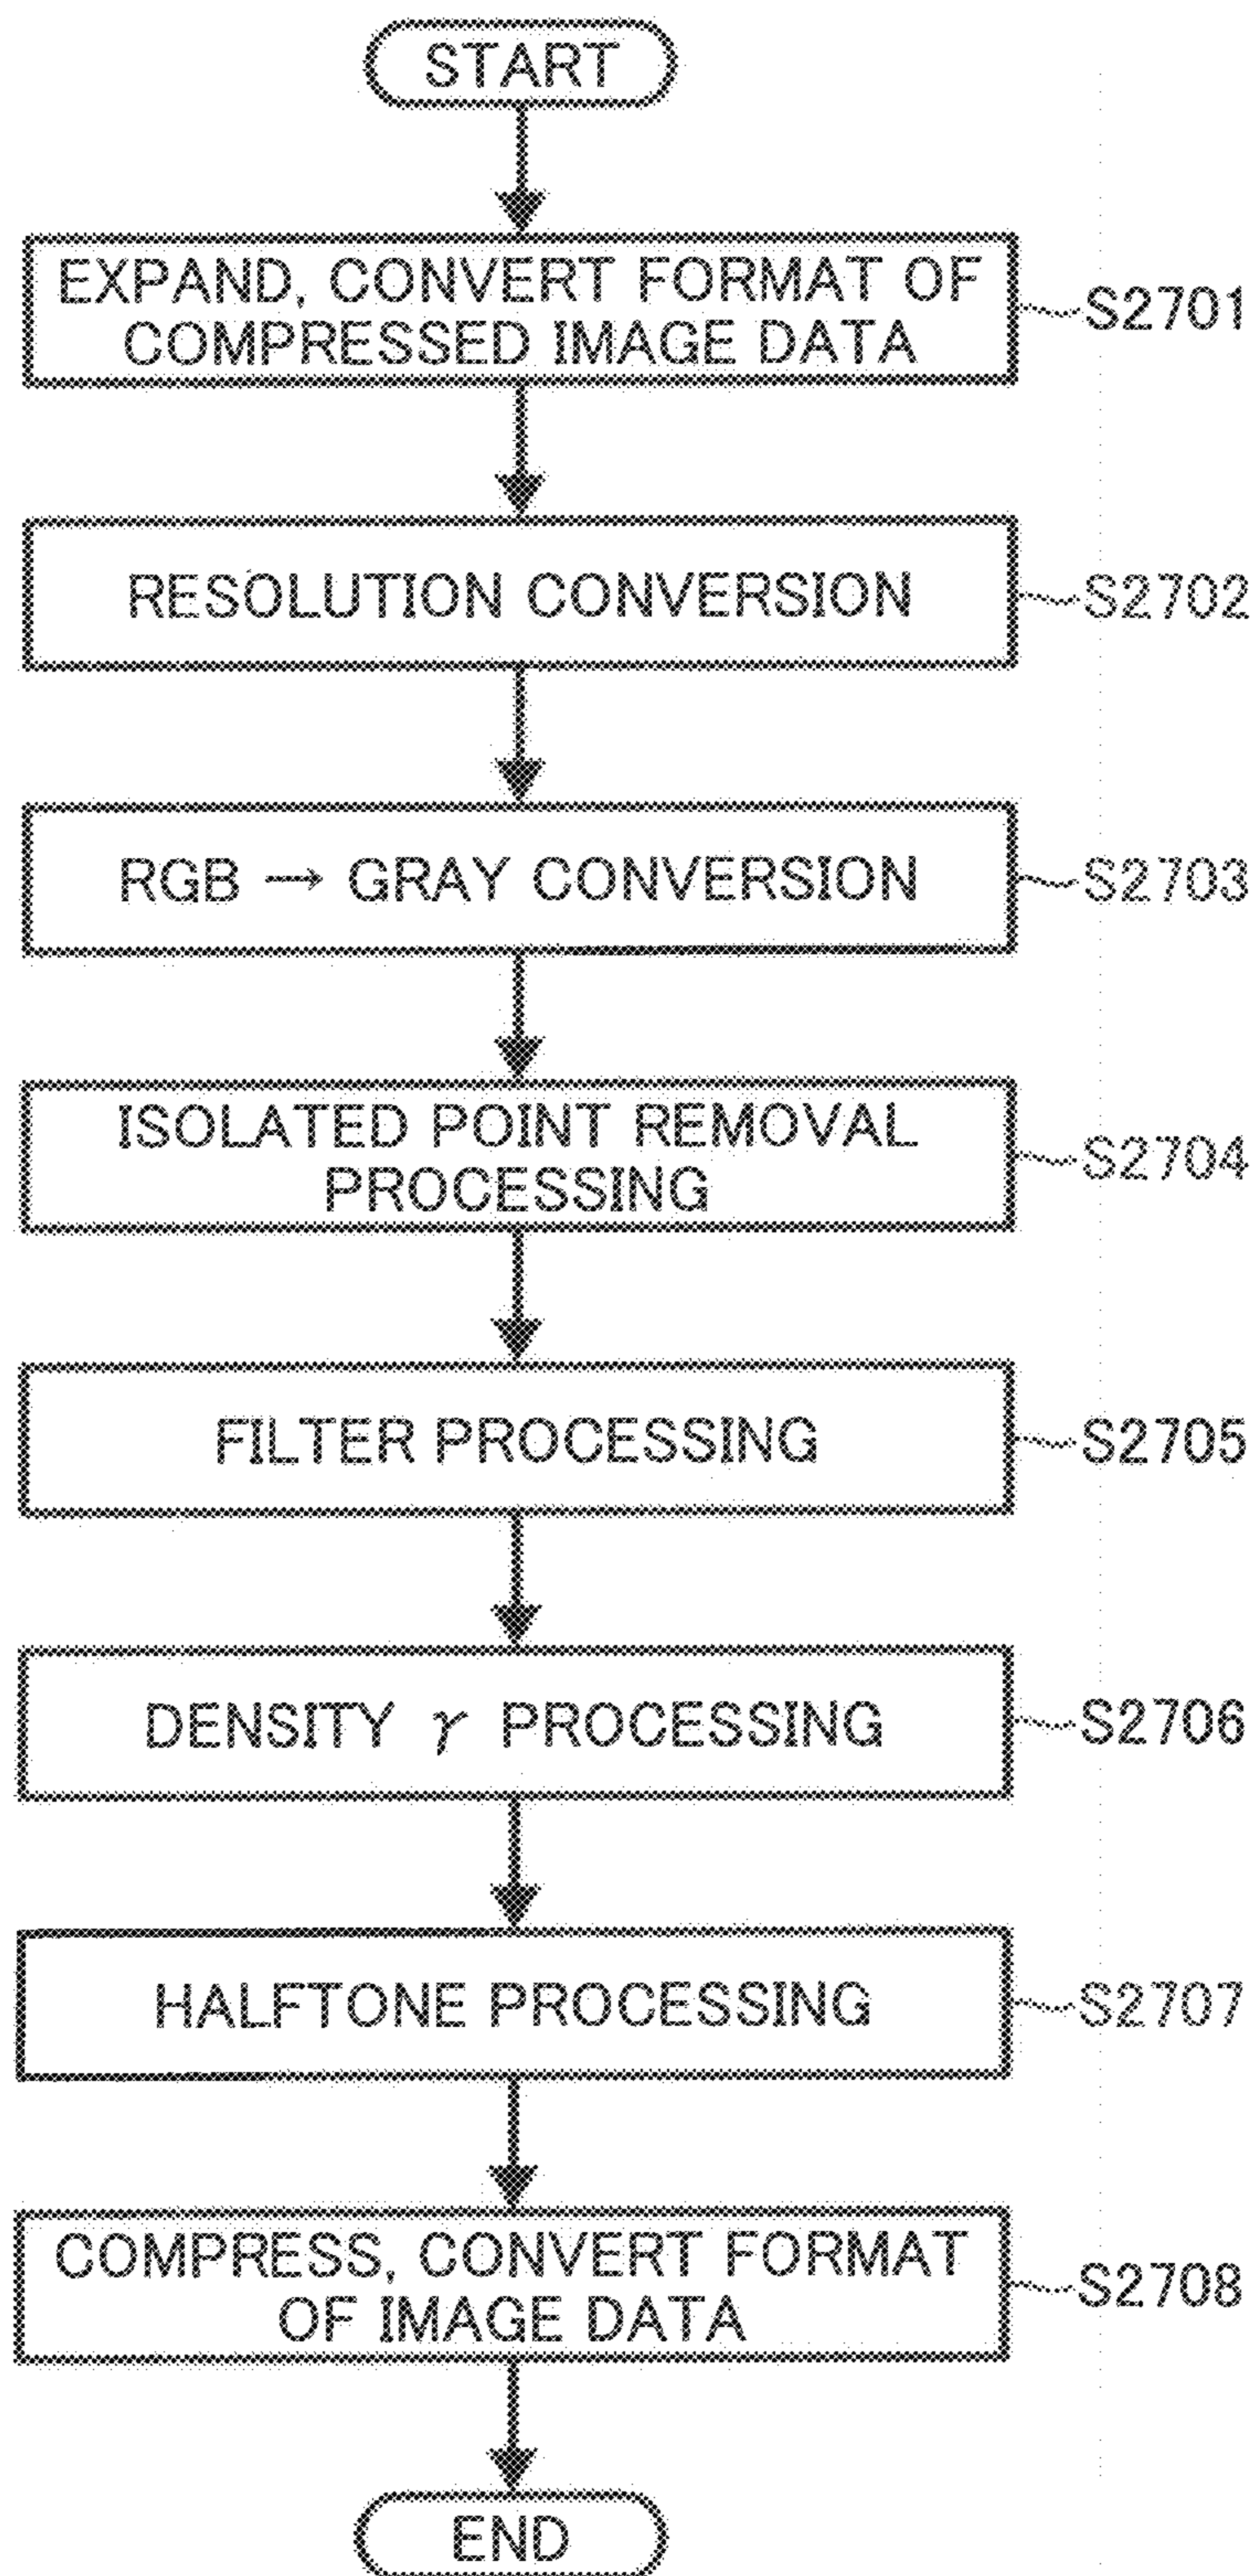 START
EXPAND, CONVERT FORMAT OF
COMPRESSED IMAGE DATA
S2701
RESOLUTION CONVERSION
S2702
RGB → GRAY CONVERSION
S2703
ISOLATED POINT REMOVAL
PROCESSING
S2704
FILTER PROCESSING
S2705
DENSITY γ PROCESSING
S2706
HALFTONE PROCESSING
S2707
COMPRESS, CONVERT FORMAT
OF IMAGE DATA
S2708
END